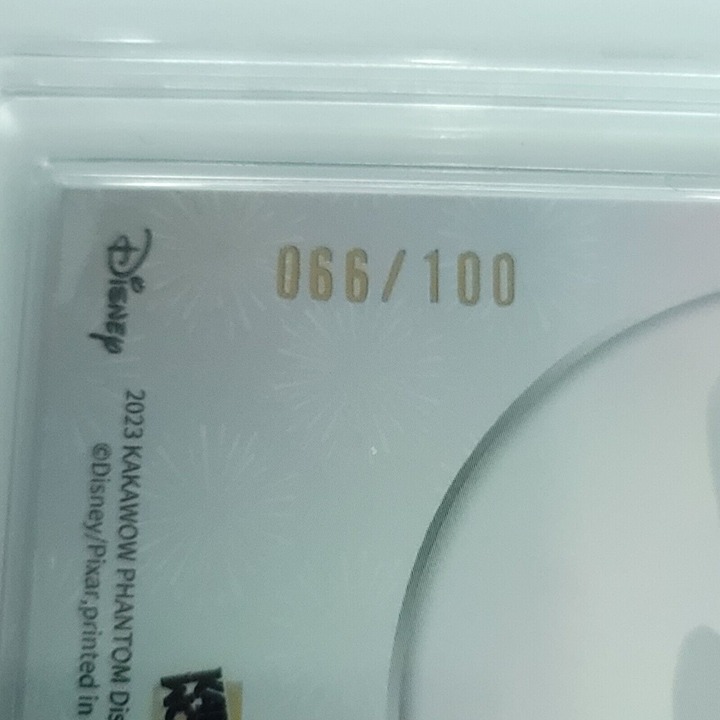 066/100
Disney
2023 KAKAWOW PHANTOM Dis
©Disney/Pixar,printed in